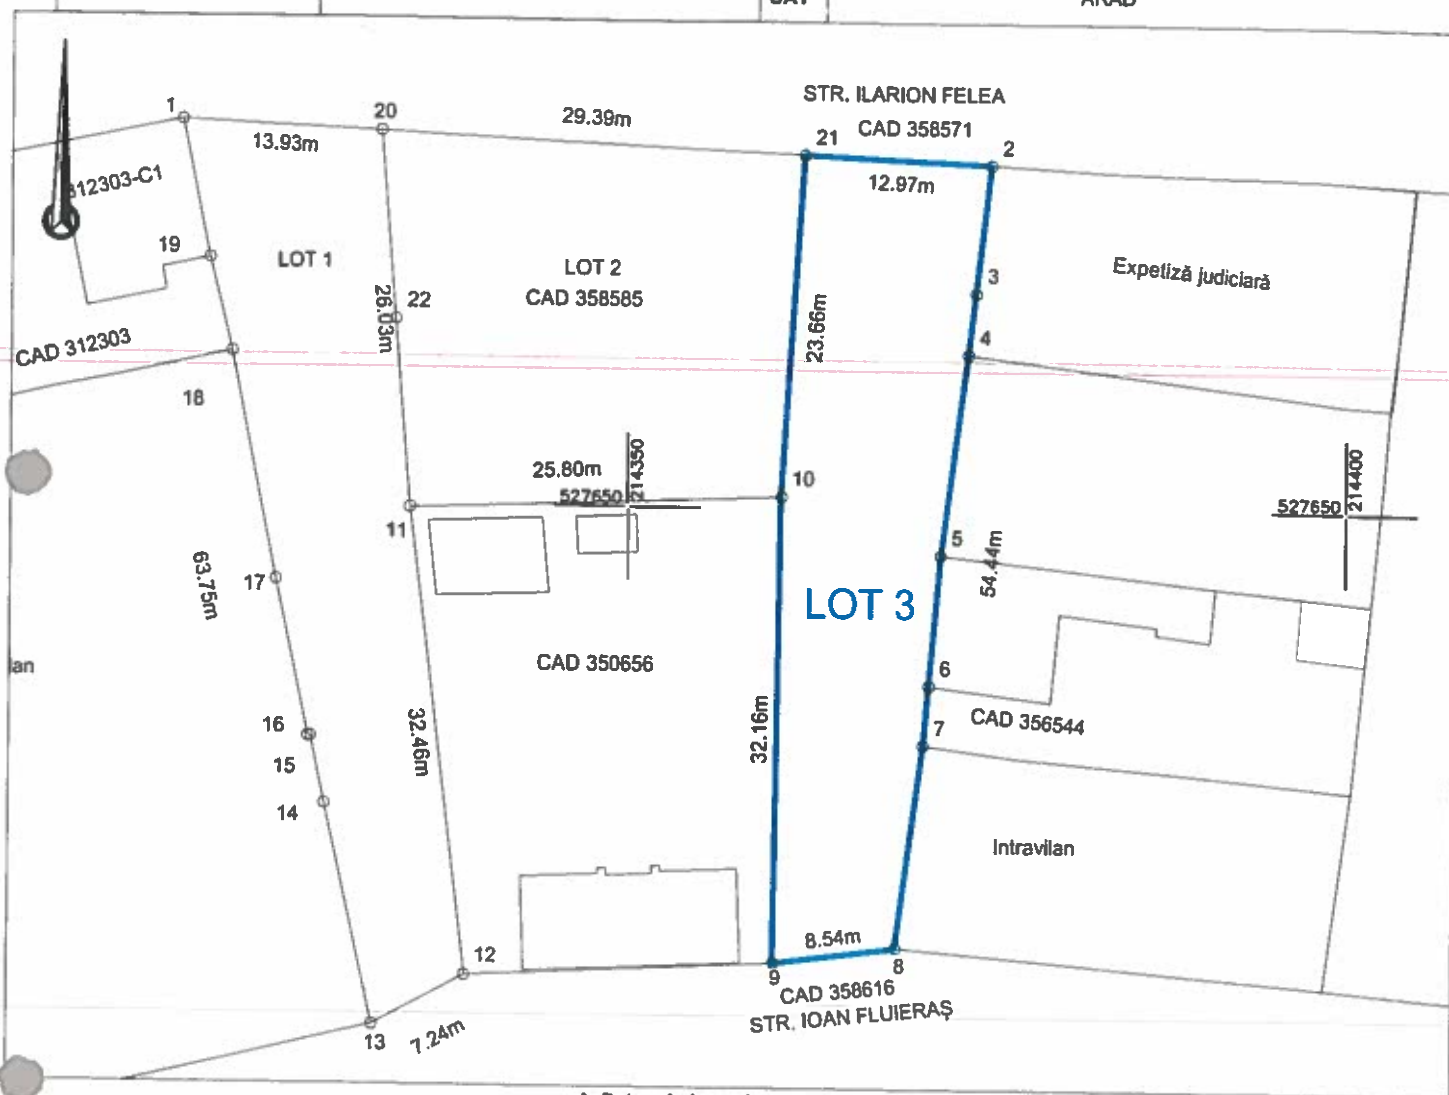 ARAD
STR. ILARION FELEA
CAD 358571
1
20
29.39m
21
2
13.93m
12.97m
312303-C1
19
LOT 1
LOT 2
CAD 358585
Expetiză judiciară
3
22
26.03m
23.66m
4
CAD 312303
18
25.80m
527650
214350
10
527650
214400
11
17
63.75m
5
54.44m
LOT 3
CAD 350656
6
CAD 356544
7
16
15
14
32.46m
32.16m
Intravilan
12
8.54m
9
8
CAD 358616
STR. IOAN FLUIERAȘ
13
7.24m